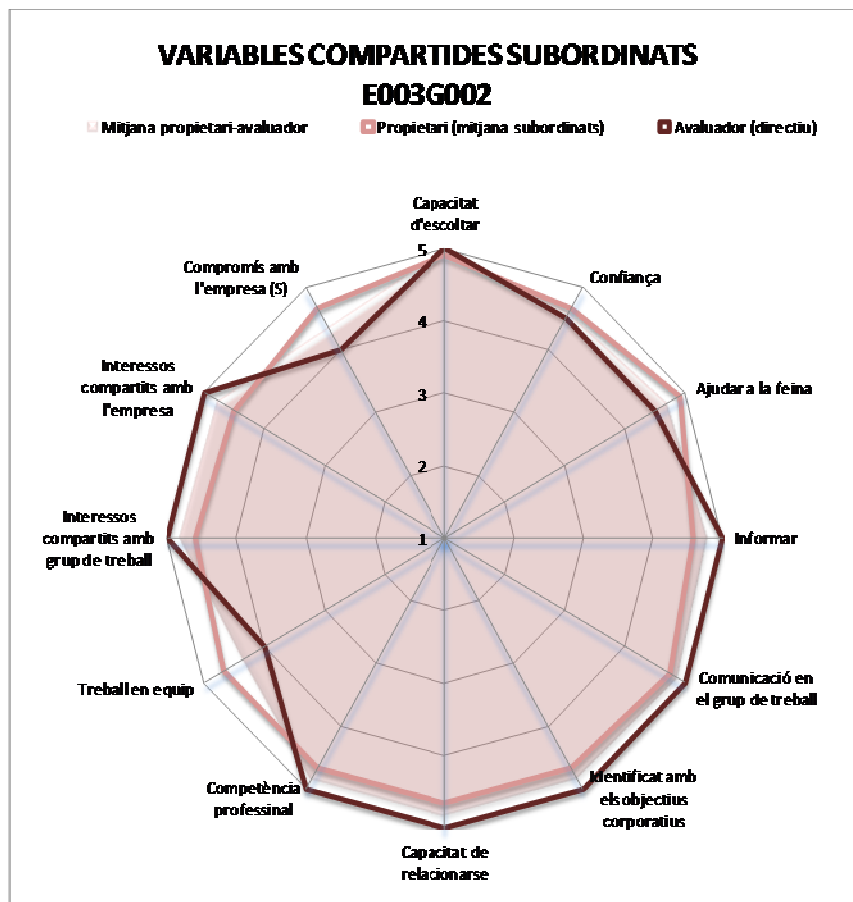 VARIABLES COMPARTIDES SUBORDINATS
E003G002
Mitjana propietari-avaluador
Propietari (mitjana subordinats)
Avaluador (directiu)
Capacitat
d'escoltar
Confiança
Ajudar a la feina
Informar
Comunicació en
el grup de treball
Identificat amb
els objectius
corporatius
Capacitat de
relacionarse
Competència
professinal
Treball en equip
Interessos
compartits amb
grup de treball
Interessos
compartits amb
l'empresa
Compromís amb
l'empresa (S)
5
4
3
2
1